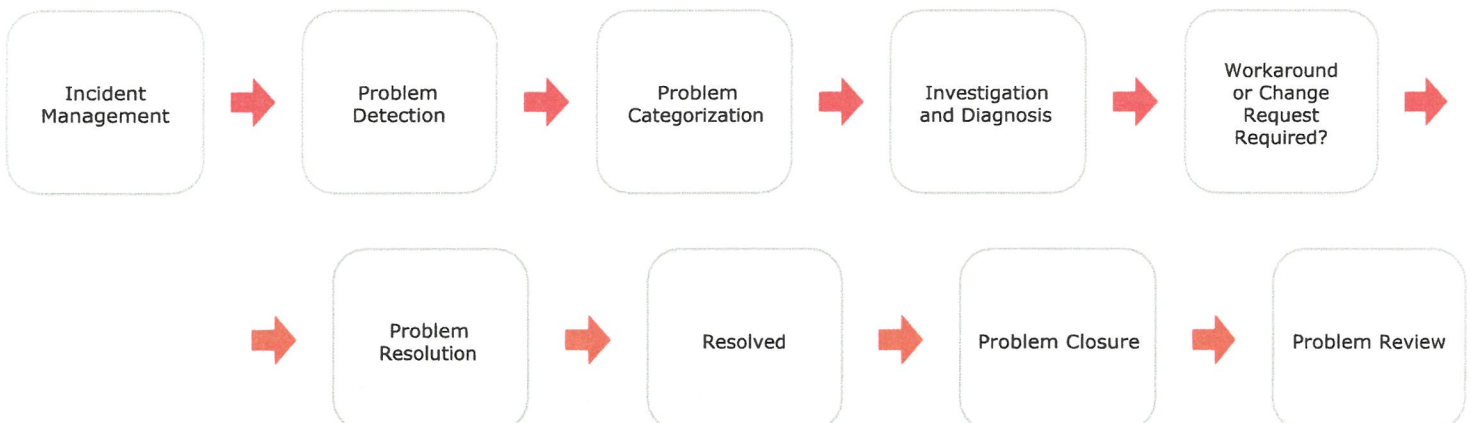 Incident
Management
Problem
Detection
Problem
Categorization
Investigation
and Diagnosis
Workaround
or Change
Request
Required?
Problem
Resolution
Resolved
Problem Closure
Problem Review